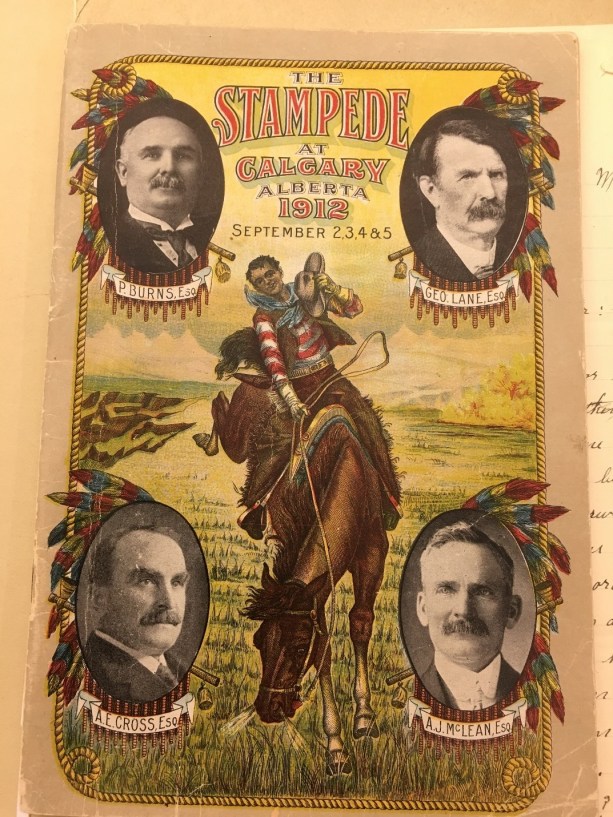 THE
STAMPEDE
AT
CALGARY
ALBERTA
1912
SEPTEMBER 2,3,4 & 5
P. BURNS, ESQ.
GEO. LANE, ESQ.
A.E. CROSS, ESQ.
A.J. McLEAN, ESQ.